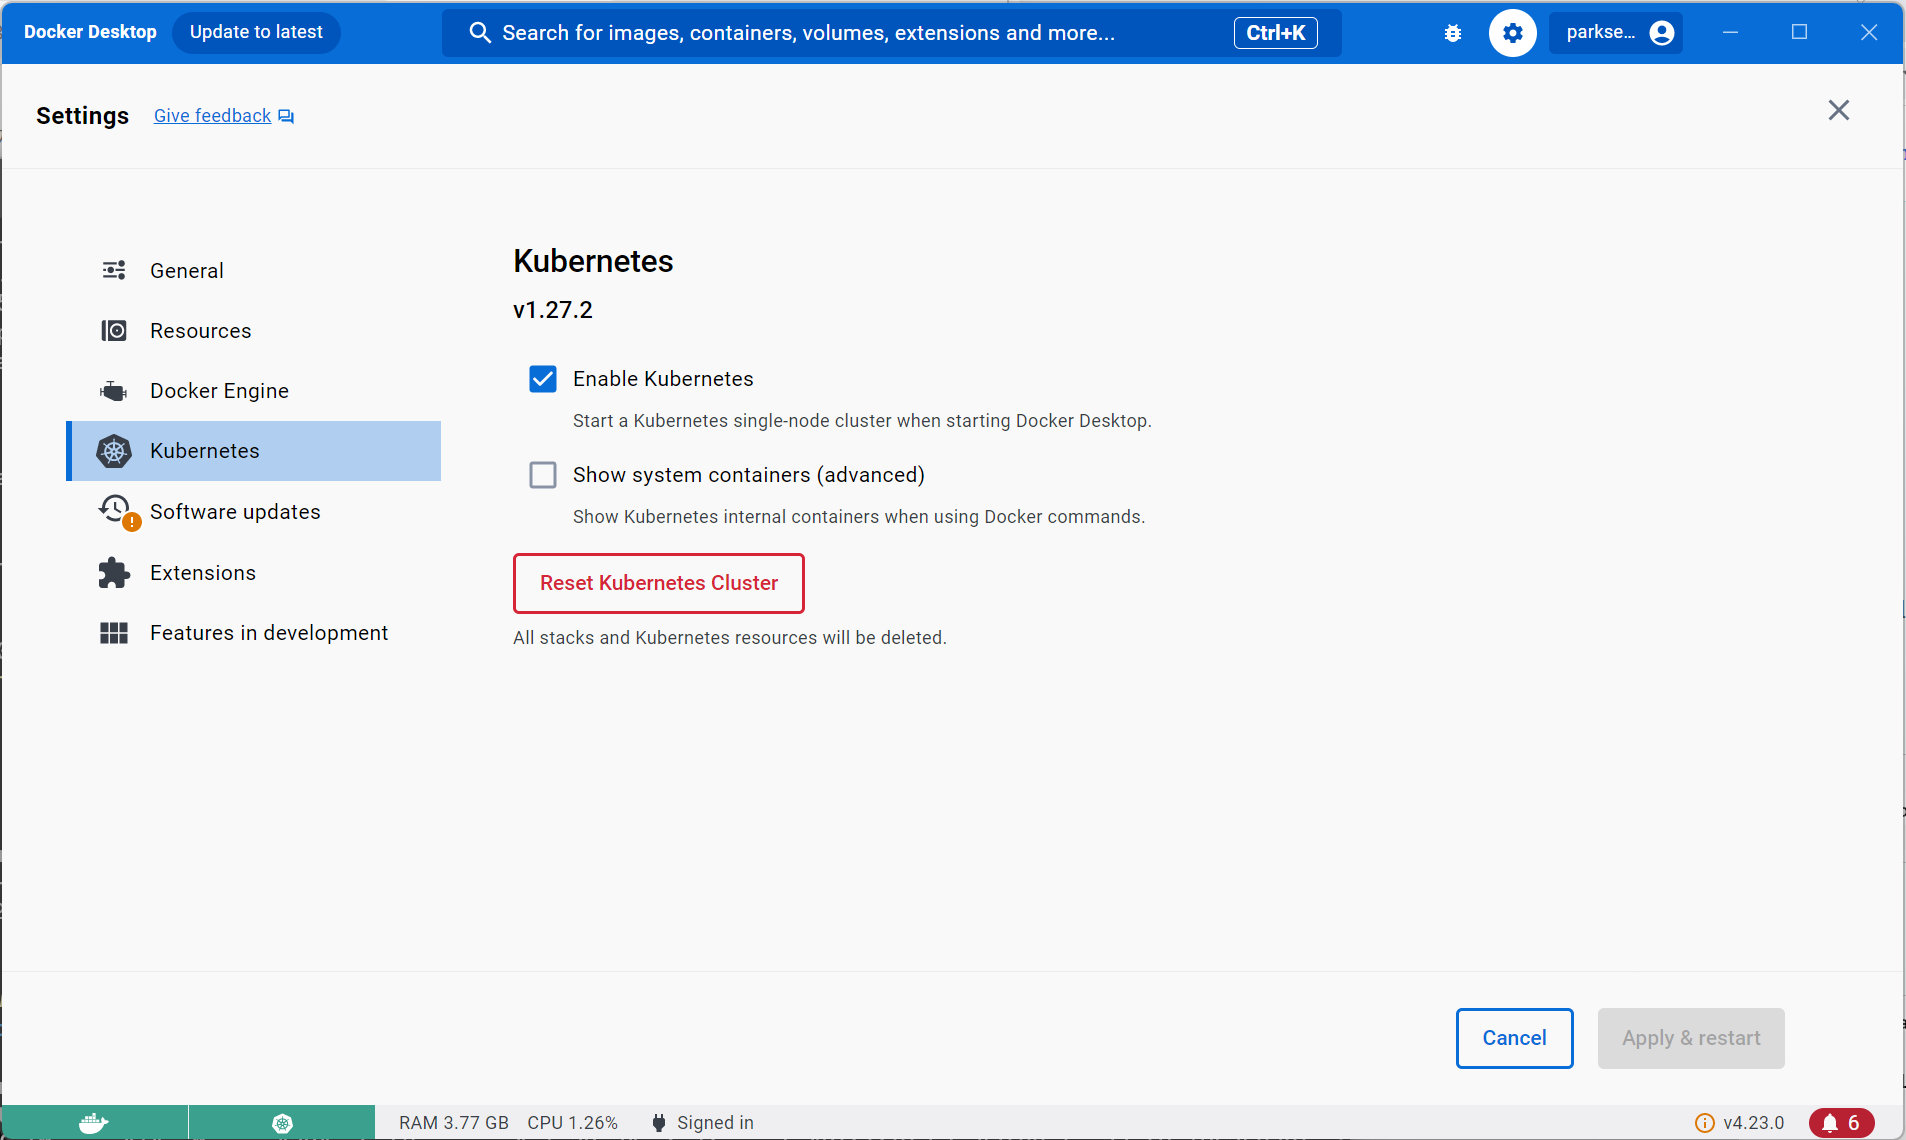 Docker Desktop
Update to latest
Search for images, containers, volumes, extensions and more...
Ctrl+K
parkse...
Settings
Give feedback
General
Resources
Docker Engine
Kubernetes
Software updates
Extensions
Features in development
Kubernetes
v1.27.2
Enable Kubernetes
Start a Kubernetes single-node cluster when starting Docker Desktop.
Show system containers (advanced)
Show Kubernetes internal containers when using Docker commands.
Reset Kubernetes Cluster
All stacks and Kubernetes resources will be deleted.
Cancel
Apply & restart
RAM 3.77 GB
CPU 1.26%
Signed in
v4.23.0
6